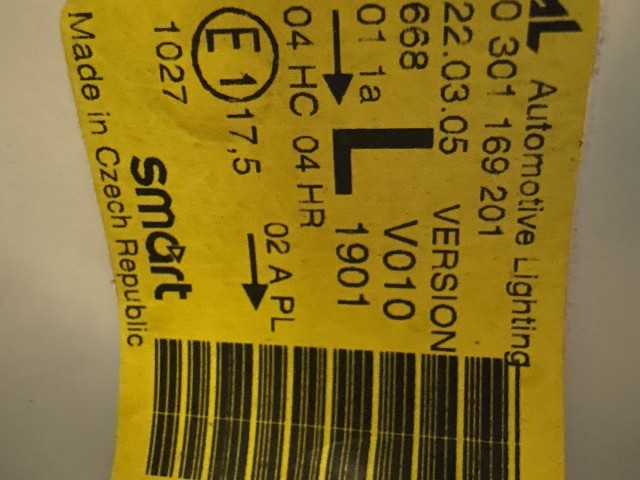 AL Automotive Lighting
0 301 169 201
22.03.05 VERSION
668 V010
01 1a L 1901
04 HC 04 HR
E1 17,5 02 A PL
1027 smart
Made in Czech Republic